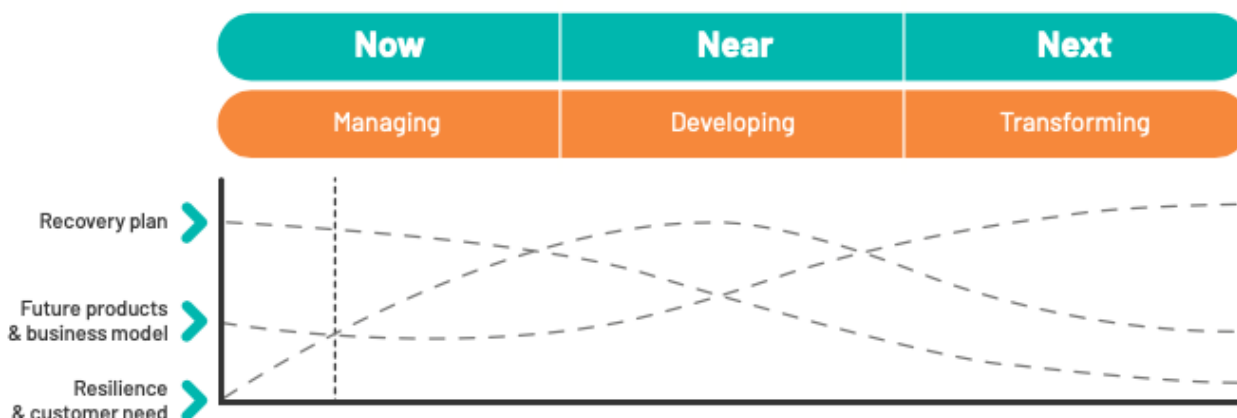 Now
Near
Next
Managing
Developing
Transforming
Recovery plan
Future products
& business model
Resilience
& customer need